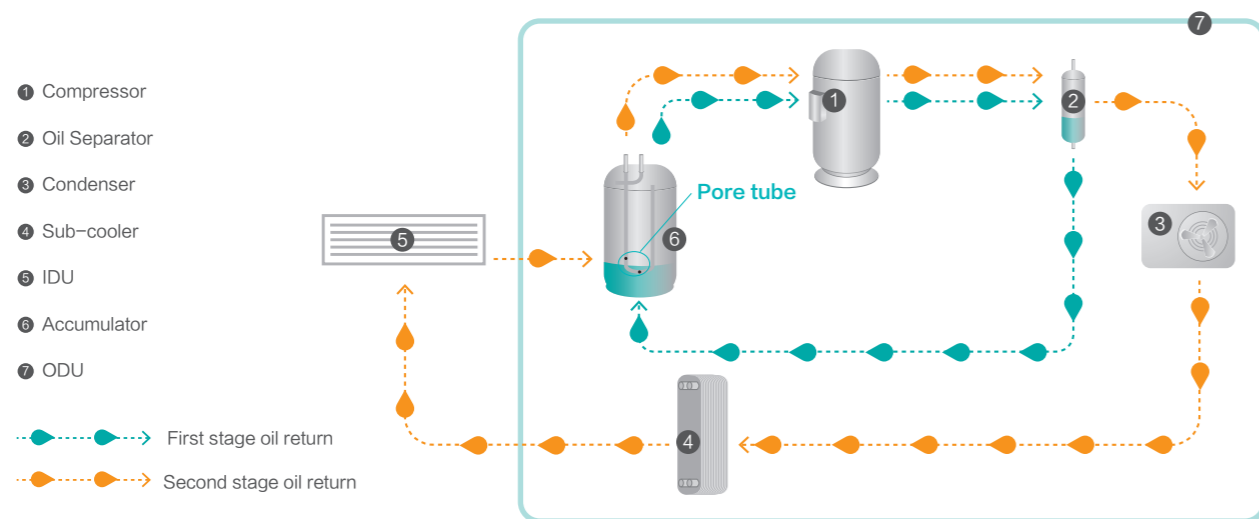 7
1 Compressor
2 Oil Separator
3 Condenser
4 Sub-cooler
5 IDU
6 Accumulator
7 ODU
First stage oil return
Second stage oil return
1
2
Pore tube
3
5
6
4